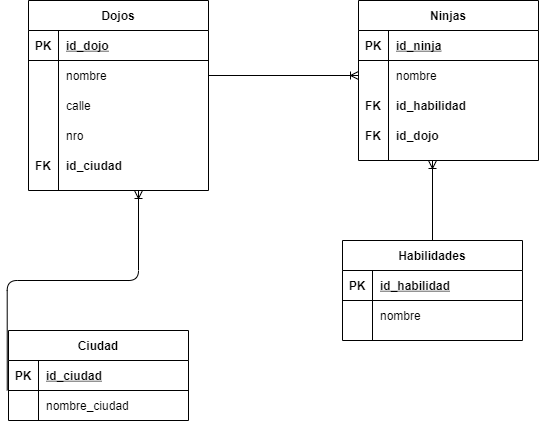 Dojos
PK id_dojo
nombre
calle
nro
FK id_ciudad
Ninjas
PK id_ninja
nombre
FK id_habilidad
FK id_dojo
Habilidades
PK id_habilidad
nombre
Ciudad
PK id_ciudad
nombre_ciudad